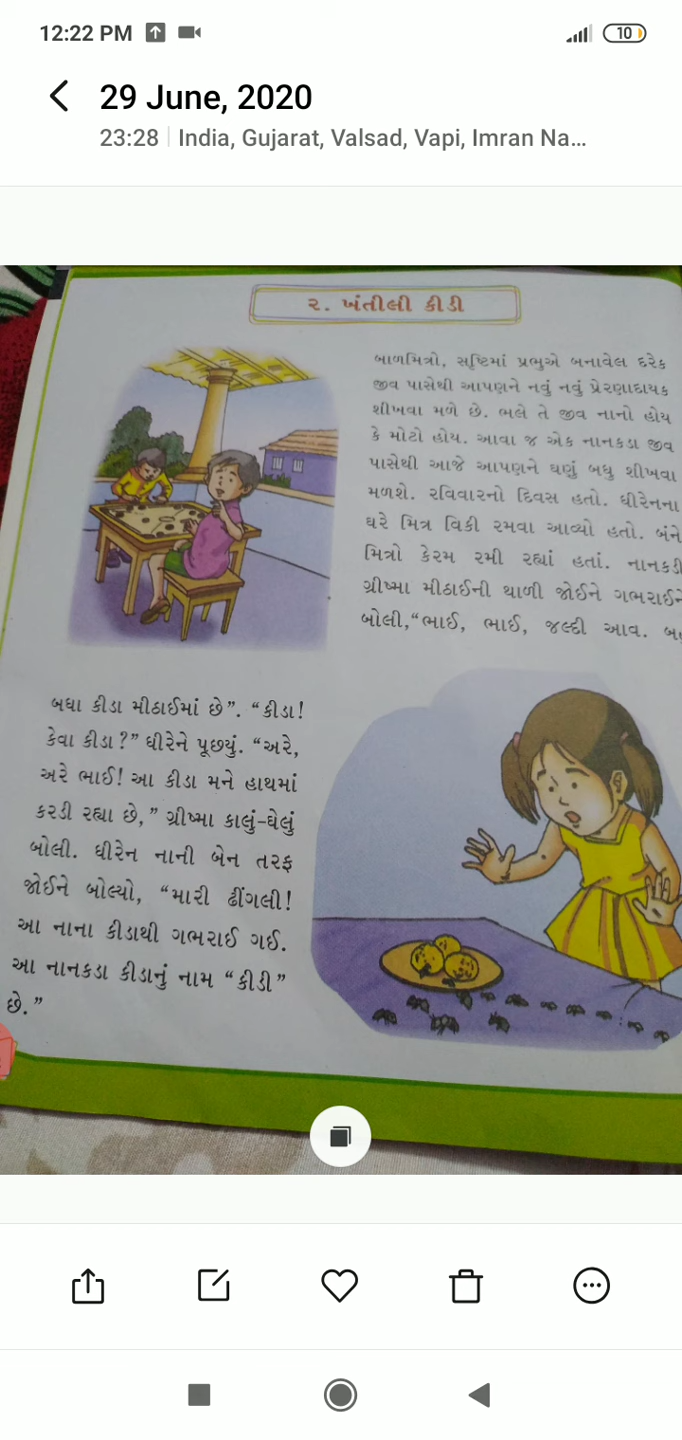 12:22 PM
10
29 June, 2020
23:28 | India, Gujarat, Valsad, Vapi, Imran Na...
૨. ખંતીલી કીડી
બાળમિત્રો, સૃષ્ટિમાં પ્રભુએ બનાવેલ દરેક
જીવ પાસેથી આપણને નવું નવું પ્રેરણાદાયક
શીખવા મળે છે. ભલે તે જીવ નાનો હોય
કે મોટો હોય. આવા જ એક નાનકડા જીવ
પાસેથી આજે આપણને ઘણું બધુ શીખવા
મળશે. રવિવારનો દિવસ હતો. ધીરેનના
ઘરે મિત્ર વિકી રમવા આવ્યો હતો. બંને
મિત્રો કેરમ રમી રહ્યાં હતાં. નાનકડી
ગ્રીષ્મા મીઠાઈની થાળી જોઈને ગભરાઈને
બોલી,“ભાઈ, ભાઈ, જલ્દી આવ.
બધા કીડા મીઠાઈમાં છે”. “કીડા!
કેવા કીડા?” ધીરેને પૂછયું. “અરે,
અરે ભાઈ! આ કીડા મને હાથમાં
કરડી રહ્યા છે,” ગ્રીષ્મા કાલું-ઘેલું
બોલી. ધીરેન નાની બેન તરફ
જોઈને બોલ્યો, “મારી ઢીંગલી!
આ નાના કીડાથી ગભરાઈ ગઈ.
આ નાનકડા કીડાનું નામ “કીડી”
છે.”